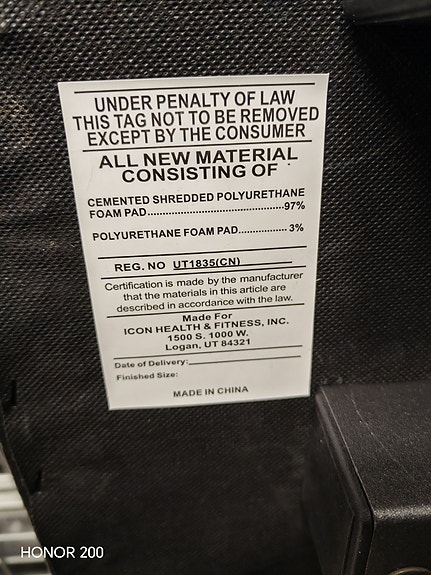 UNDER PENALTY OF LAW
THIS TAG NOT TO BE REMOVED
EXCEPT BY THE CONSUMER
ALL NEW MATERIAL
CONSISTING OF
CEMENTED SHREDDED POLYURETHANE
FOAM PAD..................................97%
POLYURETHANE FOAM PAD................. 3%
REG. NO UT1835(CN)
Certification is made by the manufacturer
that the materials in this article are
described in accordance with the law.
Made For
ICON HEALTH & FITNESS, INC.
1500 S. 1000 W.
Logan, UT 84321
Date of Delivery:
Finished Size:
MADE IN CHINA
HONOR 200